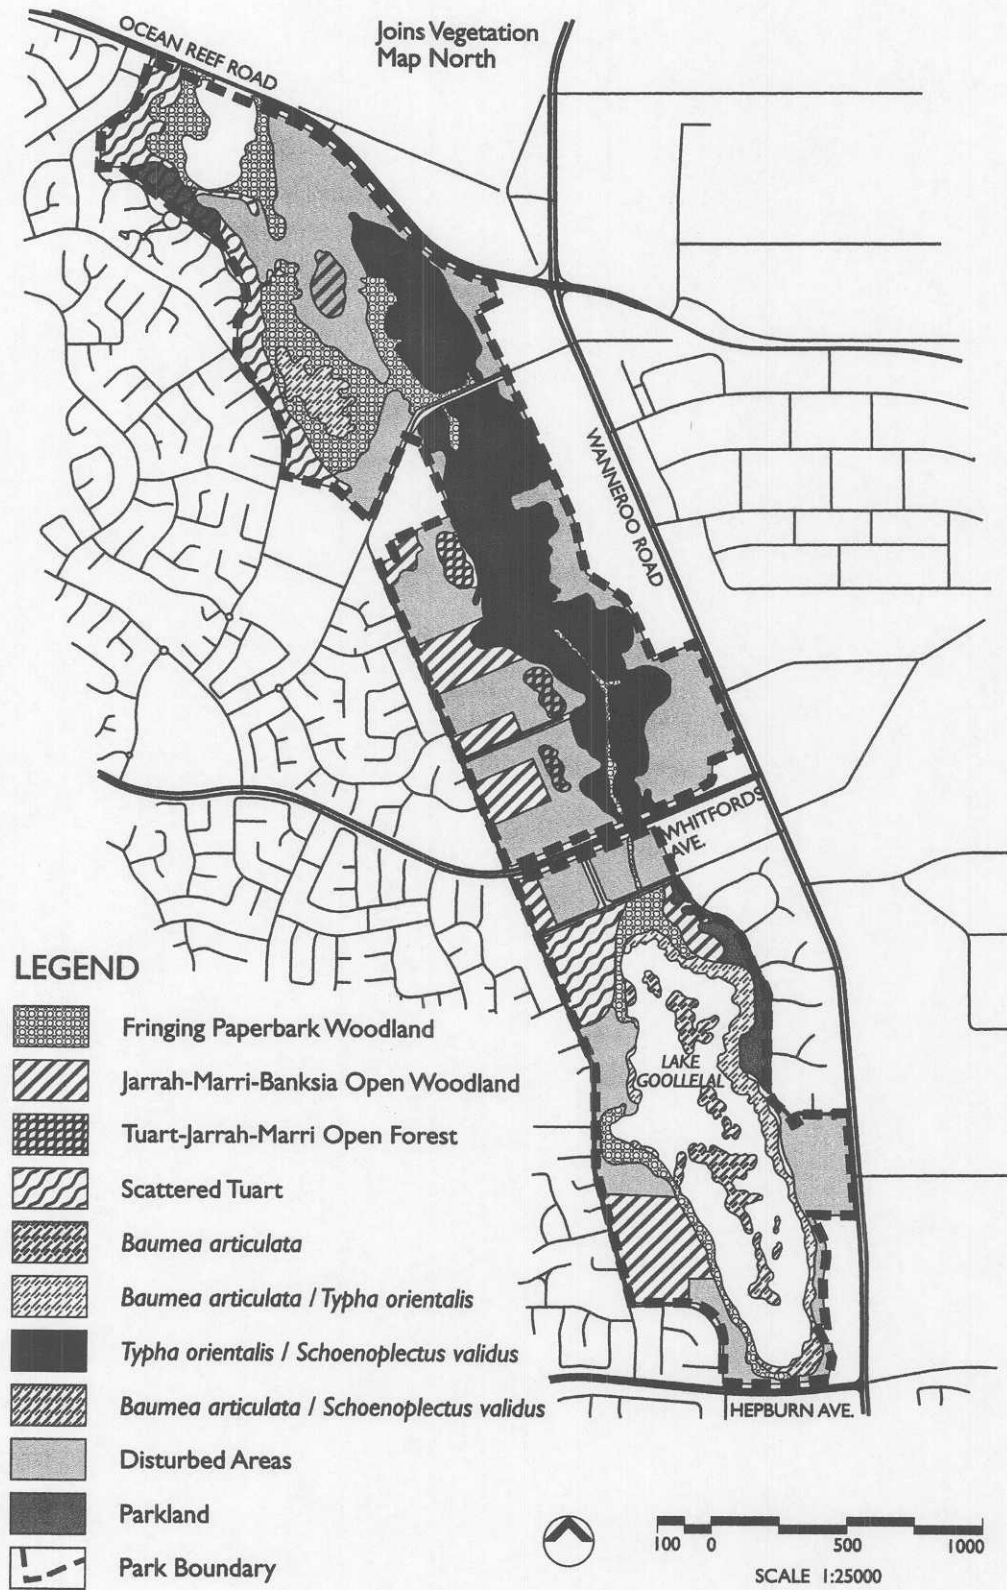 OCEAN REEF ROAD
Joins Vegetation
Map North
WANNEROO ROAD
WHITFORDS
AVE.
LAKE
GOOLLELAL
HEPBURN AVE.
LEGEND
Fringing Paperbark Woodland
Jarrah-Marri-Banksia Open Woodland
Tuart-Jarrah-Marri Open Forest
Scattered Tuart
Baumea articulata
Baumea articulata / Typha orientalis
Typha orientalis / Schoenoplectus validus
Baumea articulata / Schoenoplectus validus
Disturbed Areas
Parkland
Park Boundary
100 0 500 1000
SCALE 1:25000